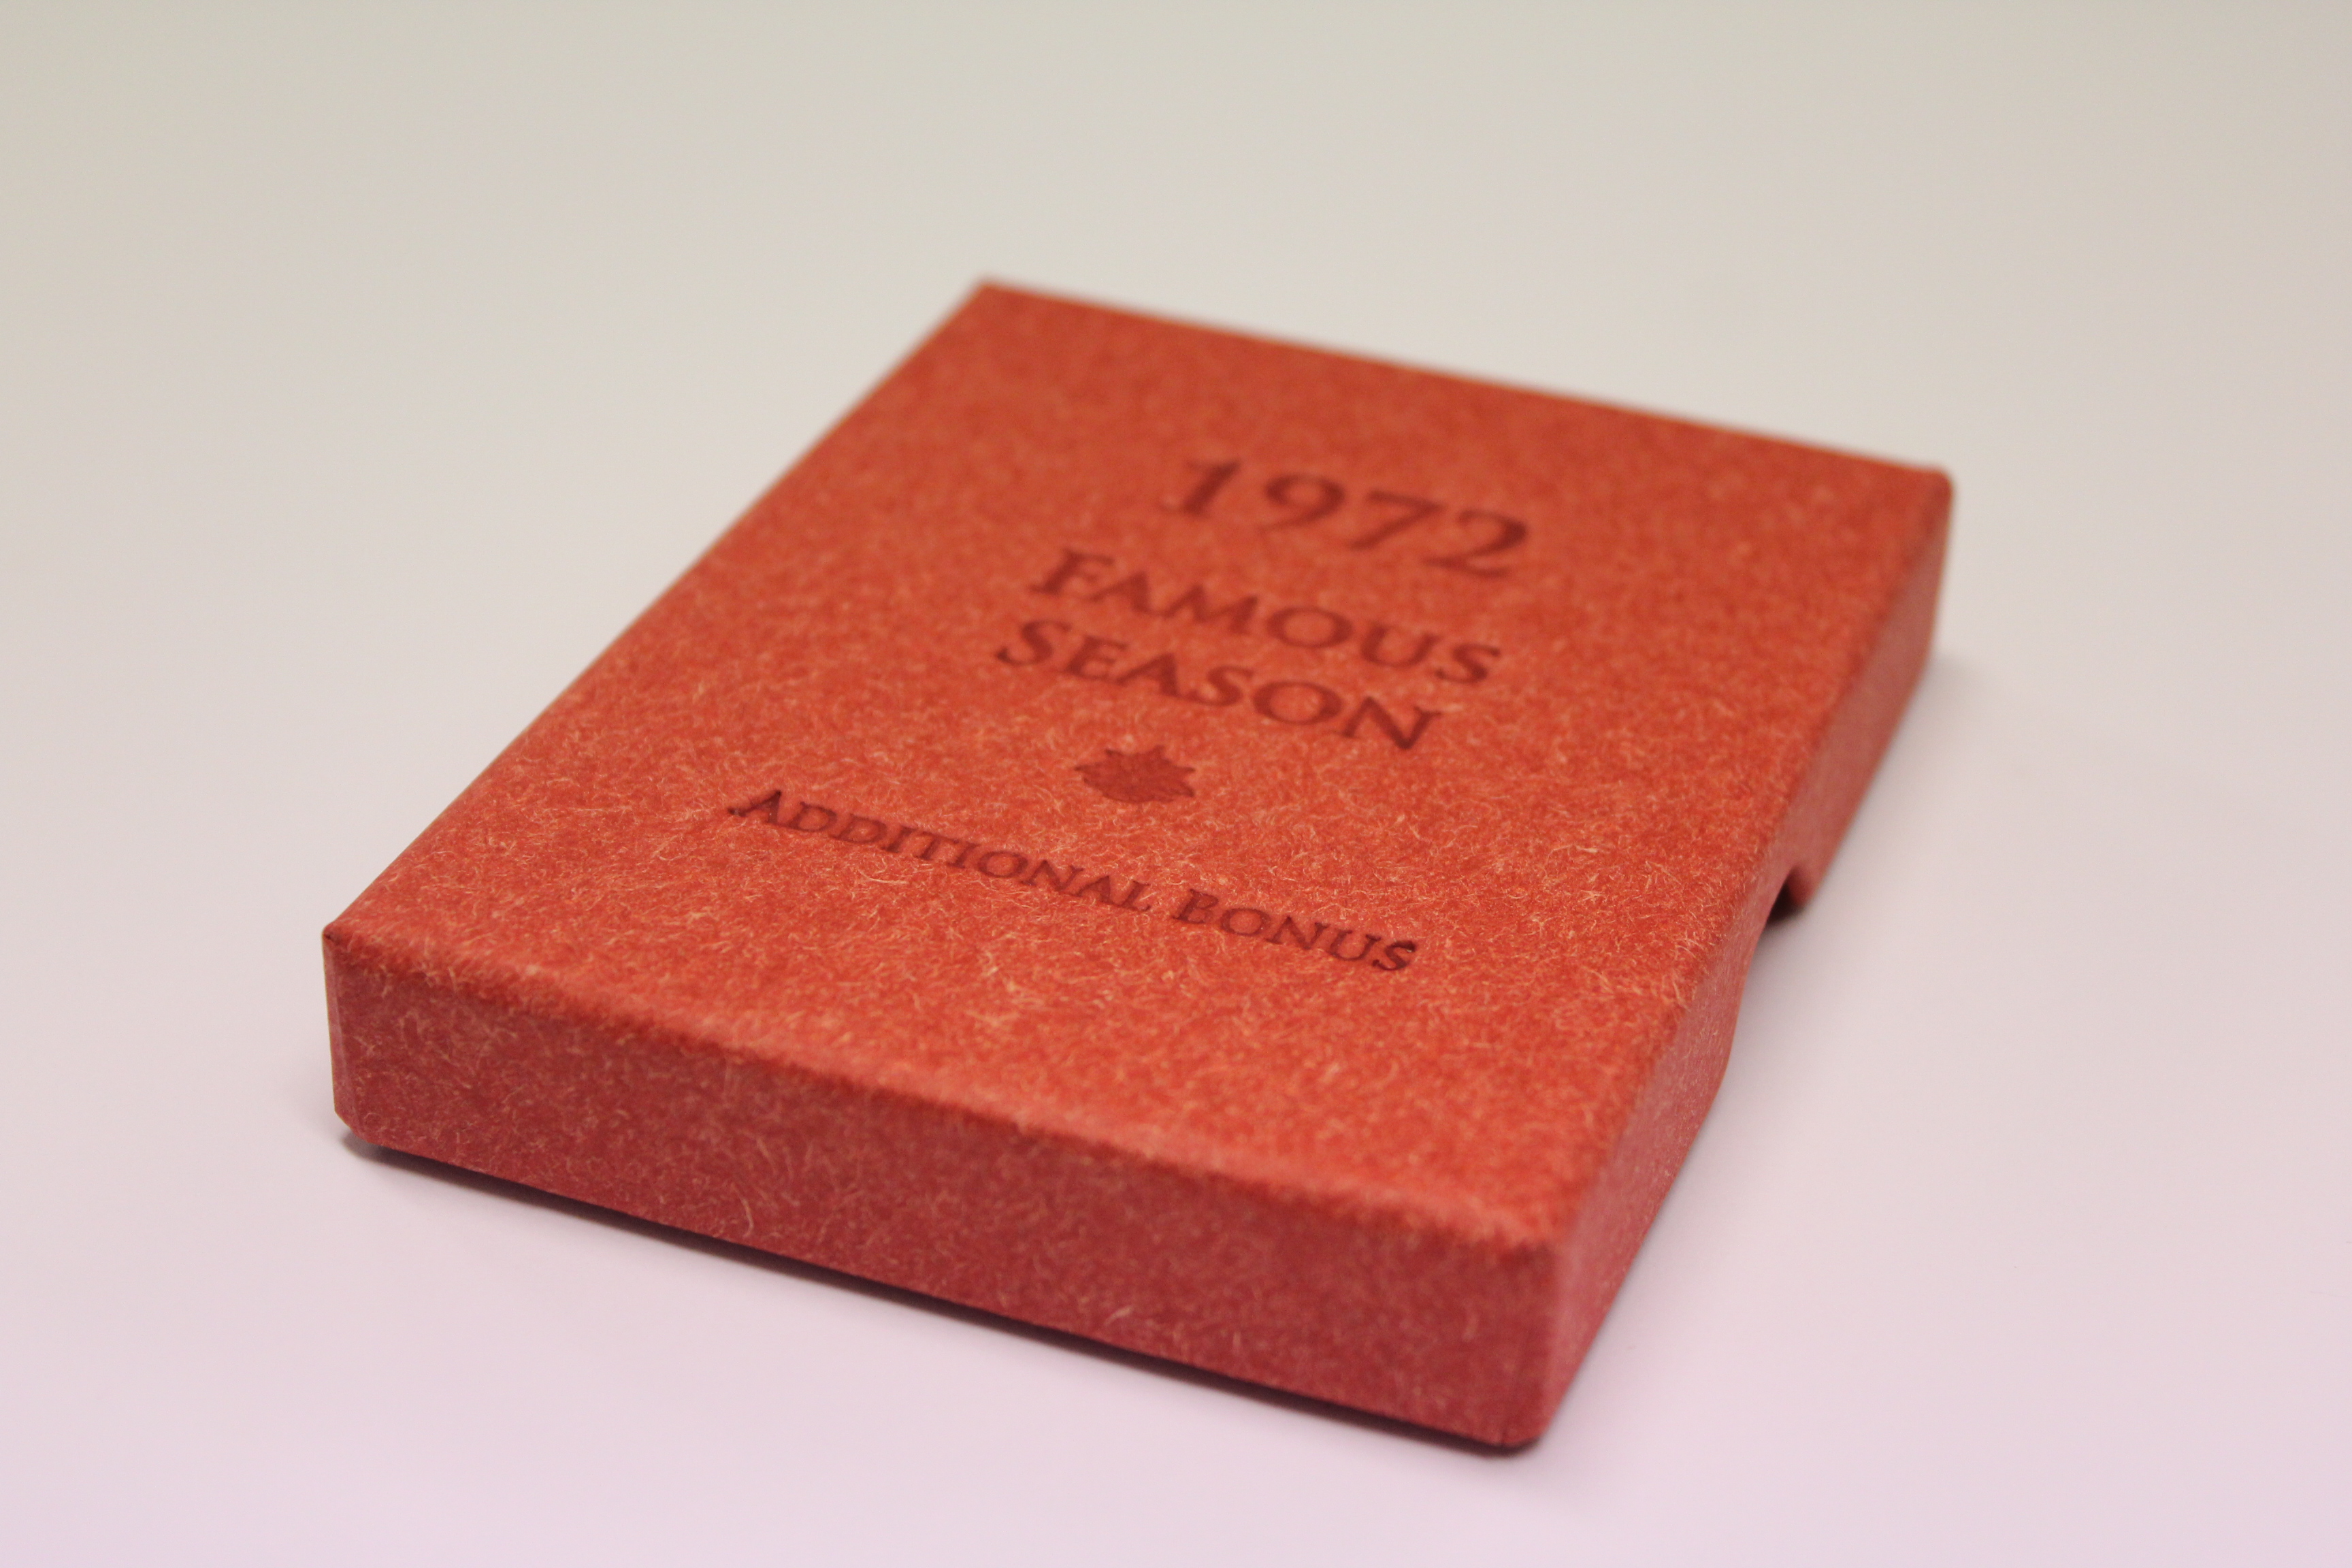 1972
FAMOUS
SEASON
ADDITIONAL BONUS